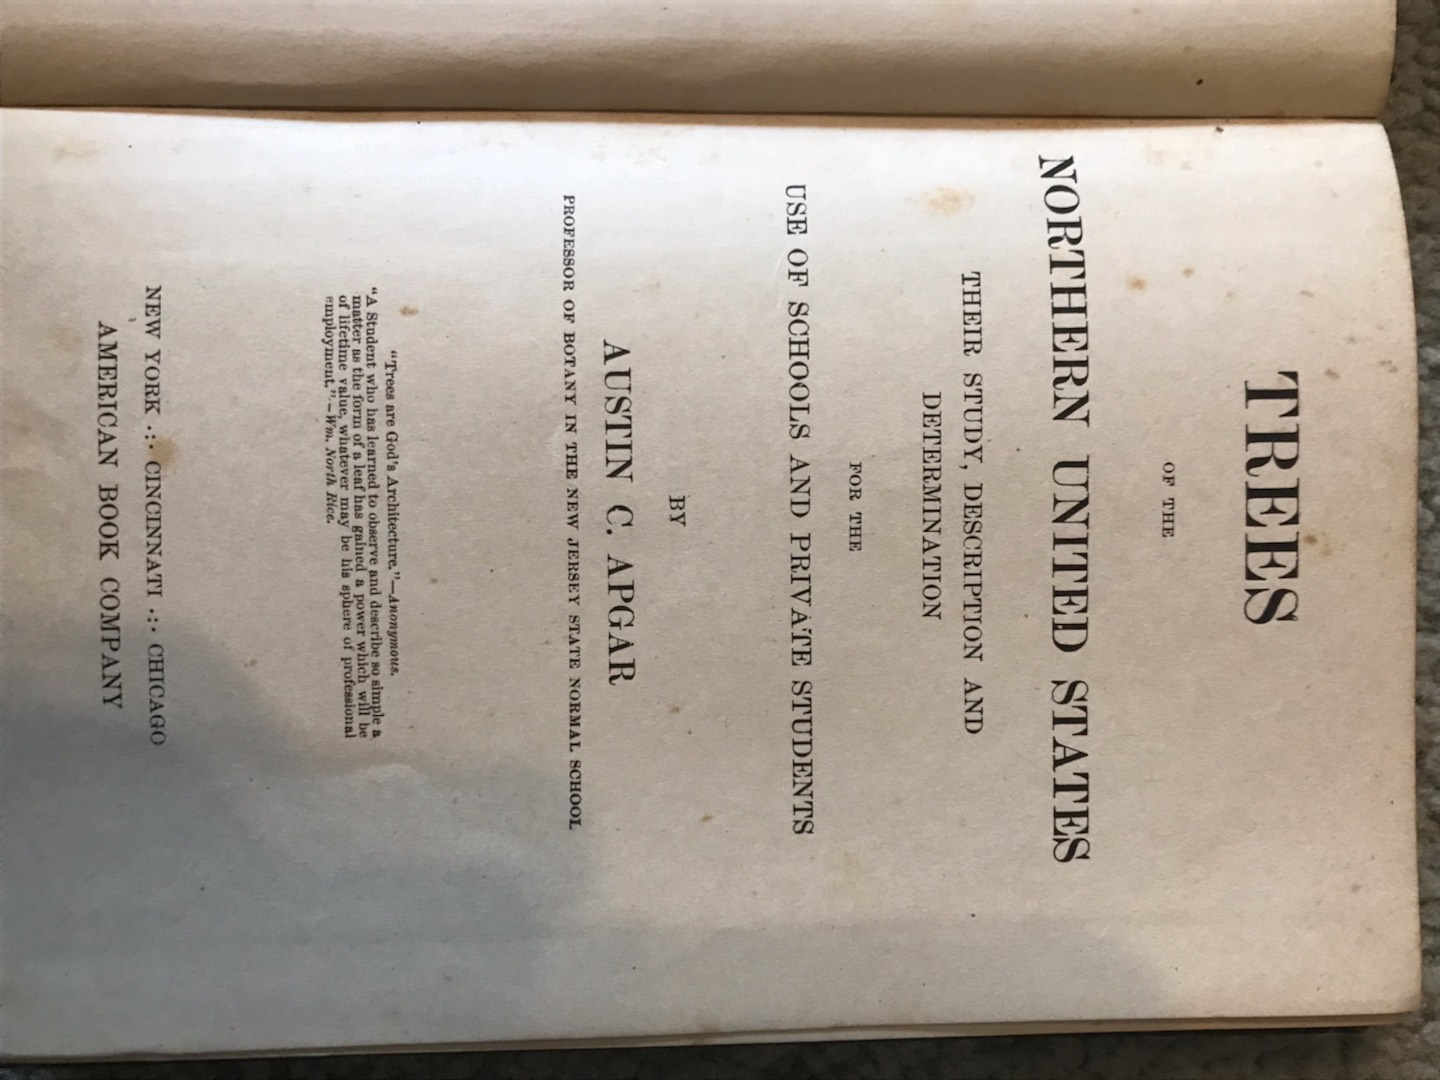 TREES
OF THE
NORTHERN UNITED STATES
THEIR STUDY, DESCRIPTION AND
DETERMINATION
FOR THE
USE OF SCHOOLS AND PRIVATE STUDENTS
BY
AUSTIN C. APGAR
PROFESSOR OF BOTANY IN THE NEW JERSEY STATE NORMAL SCHOOL
"Trees are God's Architecture."—Anonymous.
"A Student who has learned to observe and describe so simple a
matter as the form of a leaf has gained a power which will be
of lifetime value, whatever may be his sphere of professional
employment."—Wm. North Rice.
NEW YORK .:. CINCINNATI .:. CHICAGO
AMERICAN BOOK COMPANY